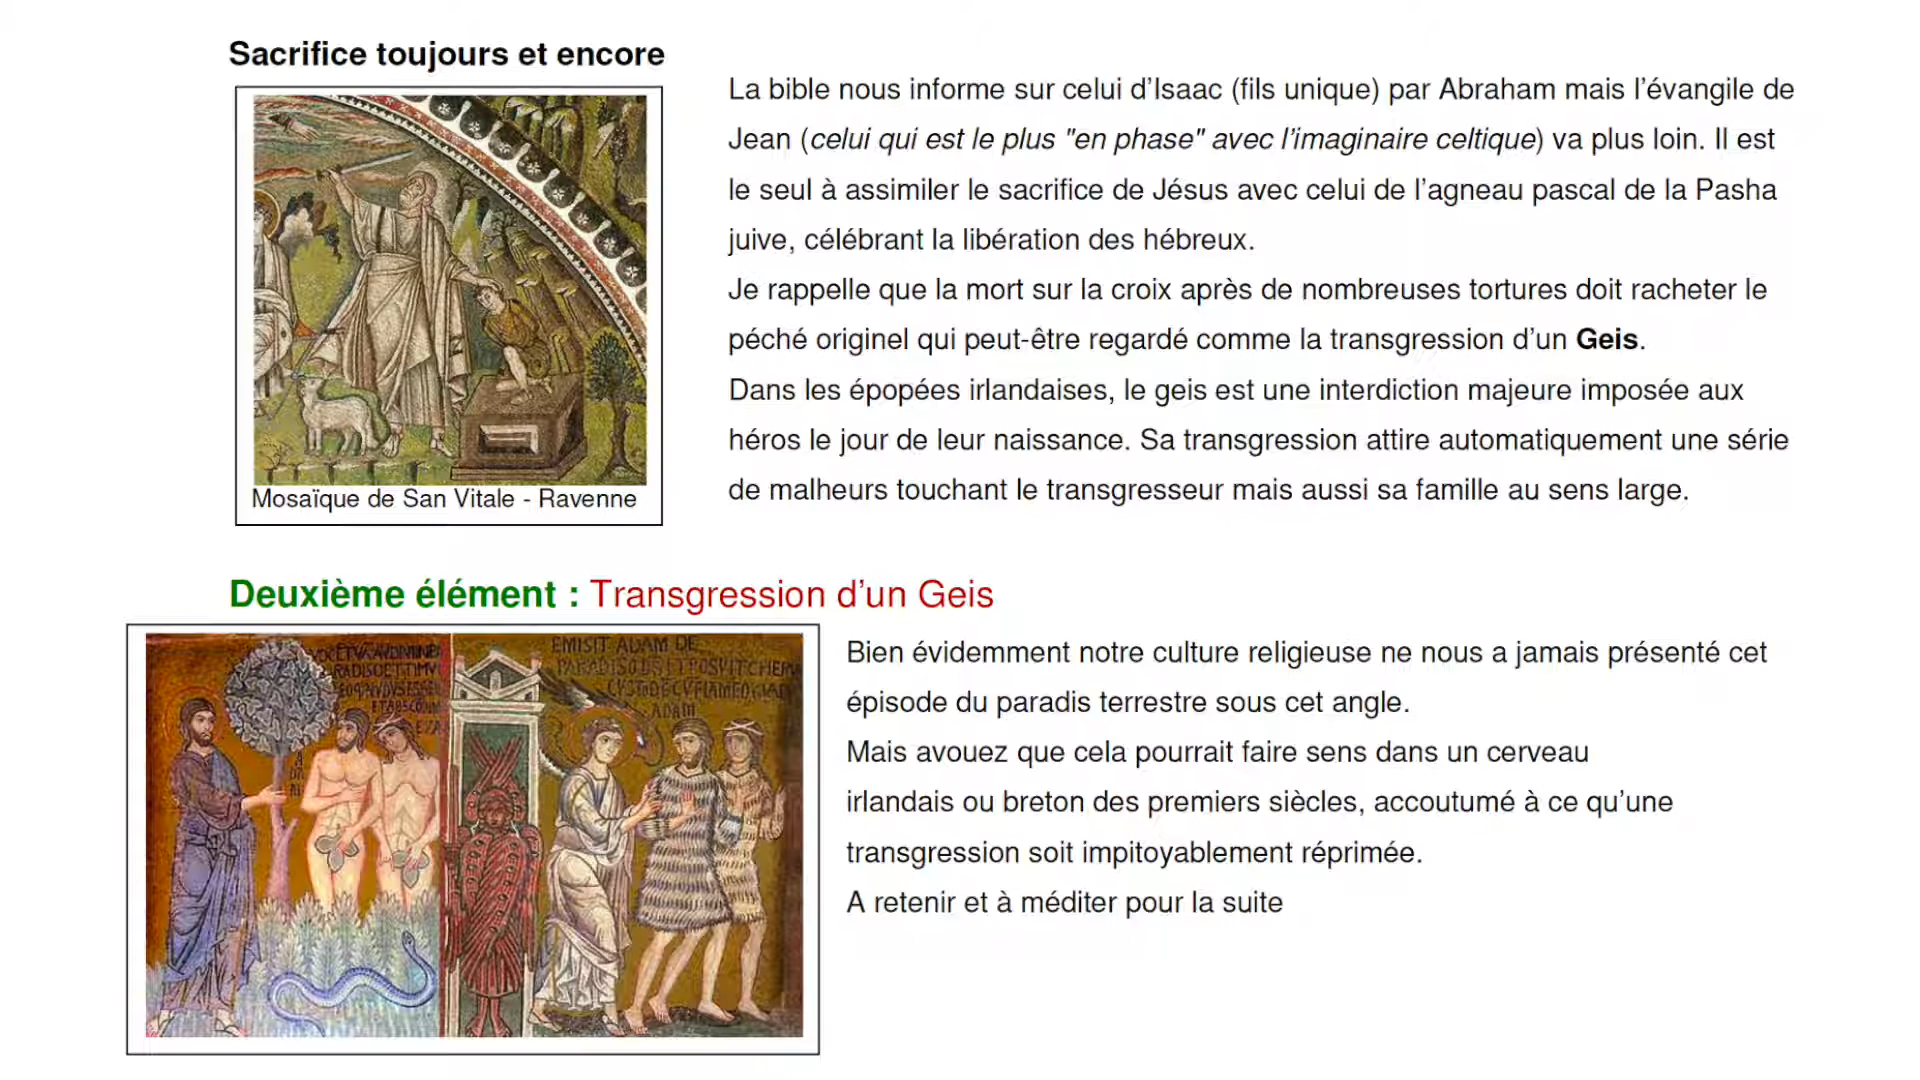 Sacrifice toujours et encore
La bible nous informe sur celui d’Isaac (fils unique) par Abraham mais l’évangile de
Jean (celui qui est le plus "en phase" avec l’imaginaire celtique) va plus loin. Il est
le seul à assimiler le sacrifice de Jésus avec celui de l’agneau pascal de la Pasha
juive, célébrant la libération des hébreux.
Je rappelle que la mort sur la croix après de nombreuses tortures doit racheter le
péché originel qui peut-être regardé comme la transgression d’un Geis.
Dans les épopées irlandaises, le geis est une interdiction majeure imposée aux
héros le jour de leur naissance. Sa transgression attire automatiquement une série
de malheurs touchant le transgresseur mais aussi sa famille au sens large.
Mosaïque de San Vitale - Ravenne
Deuxième élément : Transgression d’un Geis
EMISIT ADAM DE
ADAM
Bien évidemment notre culture religieuse ne nous a jamais présenté cet
épisode du paradis terrestre sous cet angle.
Mais avouez que cela pourrait faire sens dans un cerveau
irlandais ou breton des premiers siècles, accoutumé à ce qu’une
transgression soit impitoyablement réprimée.
A retenir et à méditer pour la suite